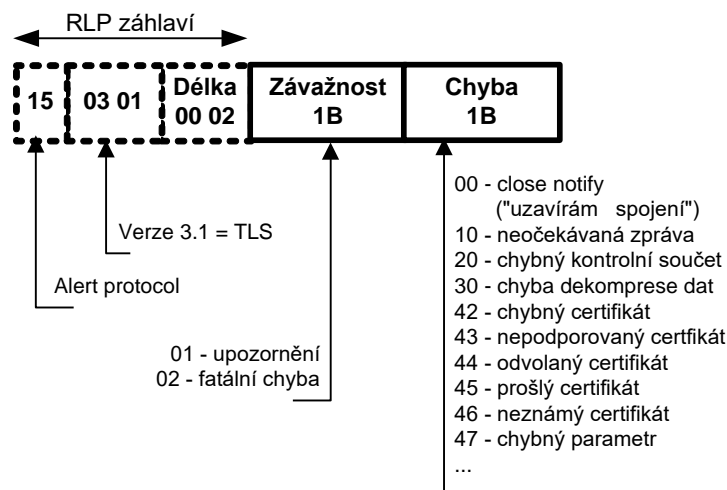 RLP záhlaví
15 03 01 Délka 00 02 Závažnost 1B Chyba 1B
00 - close notify
("uzavírám spojení")
10 - neočekávaná zpráva
20 - chybný kontrolní součet
30 - chyba dekomprese dat
42 - chybný certifikát
43 - nepodporovaný certfikát
44 - odvolaný certifikát
45 - prošlý certifikát
46 - neznámý certifikát
47 - chybný parametr
...
Verze 3.1 = TLS
Alert protocol
01 - upozornění
02 - fatální chyba